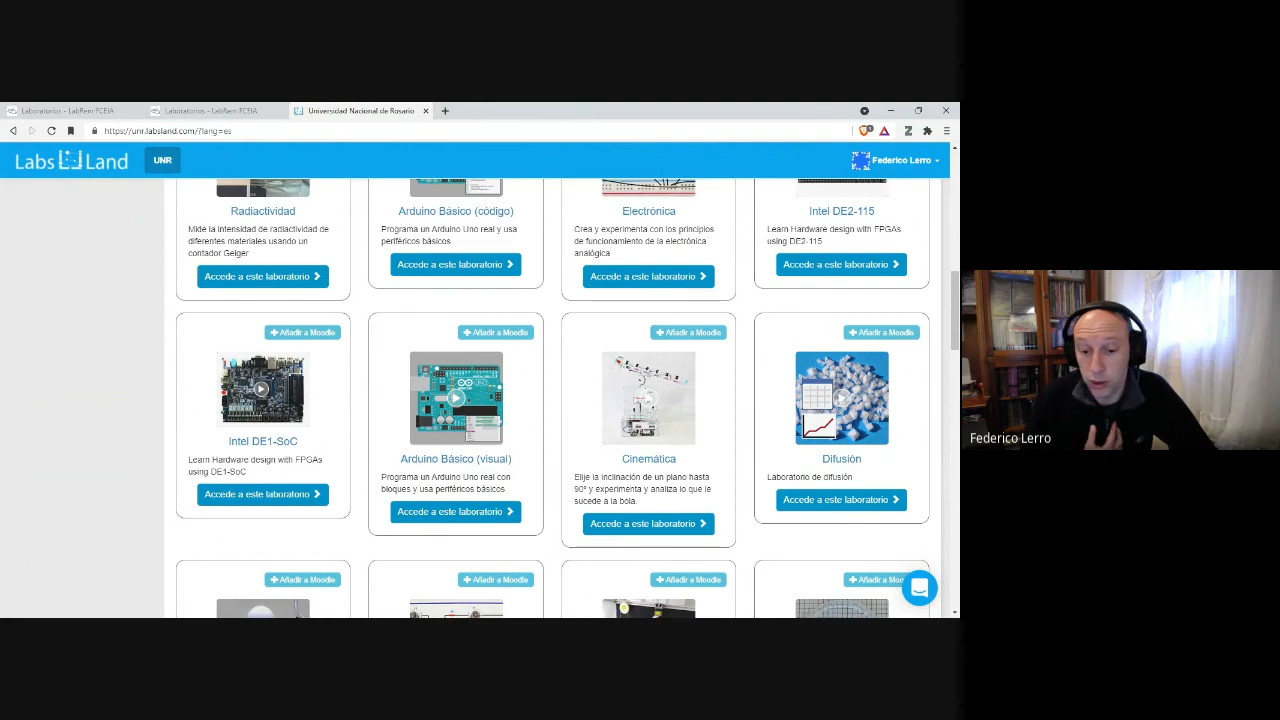 Laboratorios - LabRem FCEIA
Laboratorios - LabRem FCEIA
Universidad Nacional de Rosario
https://unr.labsland.com/?lang=es
Labs Land
UNR
Federico Lerro
Radiactividad
Mide la intensidad de radiactividad de
diferentes materiales usando un
contador Geiger
Accede a este laboratorio
Arduino Básico (código)
Programa un Arduino Uno real y usa
periféricos básicos
Accede a este laboratorio
Electrónica
Crea y experimenta con los principios
de funcionamiento de la electrónica
analógica
Accede a este laboratorio
Intel DE2-115
Learn Hardware design with FPGAs
using DE2-115
Accede a este laboratorio
Añadir a Moodle
Intel DE1-SoC
Learn Hardware design with FPGAs
using DE1-SoC
Accede a este laboratorio
Añadir a Moodle
Arduino Básico (visual)
Programa un Arduino Uno real con
bloques y usa periféricos básicos
Accede a este laboratorio
Añadir a Moodle
Cinemática
Elije la inclinación de un plano hasta
90º y experimenta y analiza lo que le
sucede a la bola.
Accede a este laboratorio
Añadir a Moodle
Difusión
Laboratorio de difusión
Accede a este laboratorio
Añadir a Moodle
Añadir a Moodle
Añadir a Moodle
Añadir a Moodle
Federico Lerro